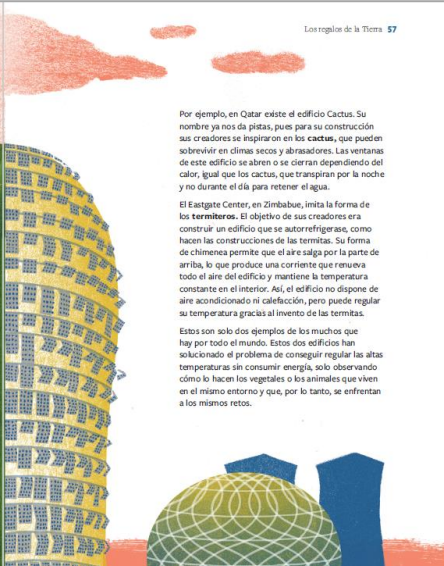 Los regalos de la Tierra 57
Por ejemplo, en Qatar existe el edificio Cactus. Su
nombre ya nos da pistas, pues para su construcción
sus creadores se inspiraron en los cactus, que pueden
sobrevivir en climas secos y abrasadores. Las ventanas
de este edificio se abren o se cierran dependiendo del
calor, igual que los cactus, que transpiran por la noche
y no durante el día para retener el agua.
El Eastgate Center, en Zimbabue, imita la forma de
los termiteros. El objetivo de sus creadores era
construir un edificio que se autorrefrigerase, como
hacen las construcciones de las termitas. Su forma
de chimenea permite que el aire salga por la parte de
arriba, lo que produce una corriente que renueva
todo el aire del edificio y mantiene la temperatura
constante en el interior. Así, el edificio no dispone de
aire acondicionado ni calefacción, pero puede regular
su temperatura gracias al invento de las termitas.
Estos son solo dos ejemplos de los muchos que
hay por todo el mundo. Estos dos edificios han
solucionado el problema de conseguir regular las altas
temperaturas sin consumir energía, solo observando
cómo lo hacen los vegetales o los animales que viven
en el mismo entorno y que, por lo tanto, se enfrentan
a los mismos retos.